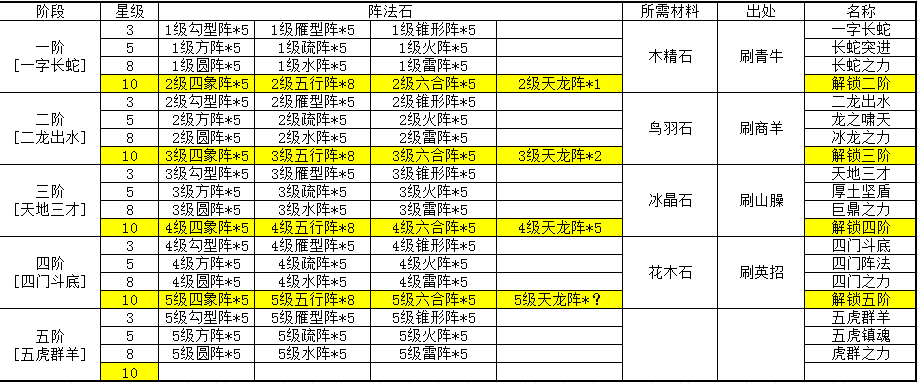 阶段 星级 阵法石 所需材料 出处 名称
一阶 [一字长蛇] 木精石 刷青牛
3 1级勾型阵*5 1级雁型阵*5 1级锥形阵*5 一字长蛇
5 1级方阵*5 1级疏阵*5 1级火阵*5 长蛇突进
8 1级圆阵*5 1级水阵*5 1级雷阵*5 长蛇之力
10 2级四象阵*5 2级五行阵*8 2级六合阵*5 2级天龙阵*1 解锁二阶
二阶 [二龙出水] 鸟羽石 刷商羊
3 2级勾型阵*5 2级雁型阵*5 2级锥形阵*5 二龙出水
5 2级方阵*5 2级疏阵*5 2级火阵*5 龙之啸天
8 2级圆阵*5 2级水阵*5 2级雷阵*5 冰龙之力
10 3级四象阵*5 3级五行阵*8 3级六合阵*5 3级天龙阵*2 解锁三阶
三阶 [天地三才] 冰晶石 刷山臊
3 3级勾型阵*5 3级雁型阵*5 3级锥形阵*5 天地三才
5 3级方阵*5 3级疏阵*5 3级火阵*5 厚土坚盾
8 3级圆阵*5 3级水阵*5 3级雷阵*5 巨鼎之力
10 4级四象阵*5 4级五行阵*8 4级六合阵*5 4级天龙阵*5 解锁四阶
四阶 [四门斗底] 花木石 刷英招
3 4级勾型阵*5 4级雁型阵*5 4级锥形阵*5 四门斗底
5 4级方阵*5 4级疏阵*5 4级火阵*5 四门阵法
8 4级圆阵*5 4级水阵*5 4级雷阵*5 四门之力
10 5级四象阵*5 5级五行阵*8 5级六合阵*5 5级天龙阵*？ 解锁五阶
五阶 [五虎群羊]
3 5级勾型阵*5 5级雁型阵*5 5级锥形阵*5 五虎群羊
5 5级方阵*5 5级疏阵*5 5级火阵*5 五虎镇魂
8 5级圆阵*5 5级水阵*5 5级雷阵*5 虎群之力
10